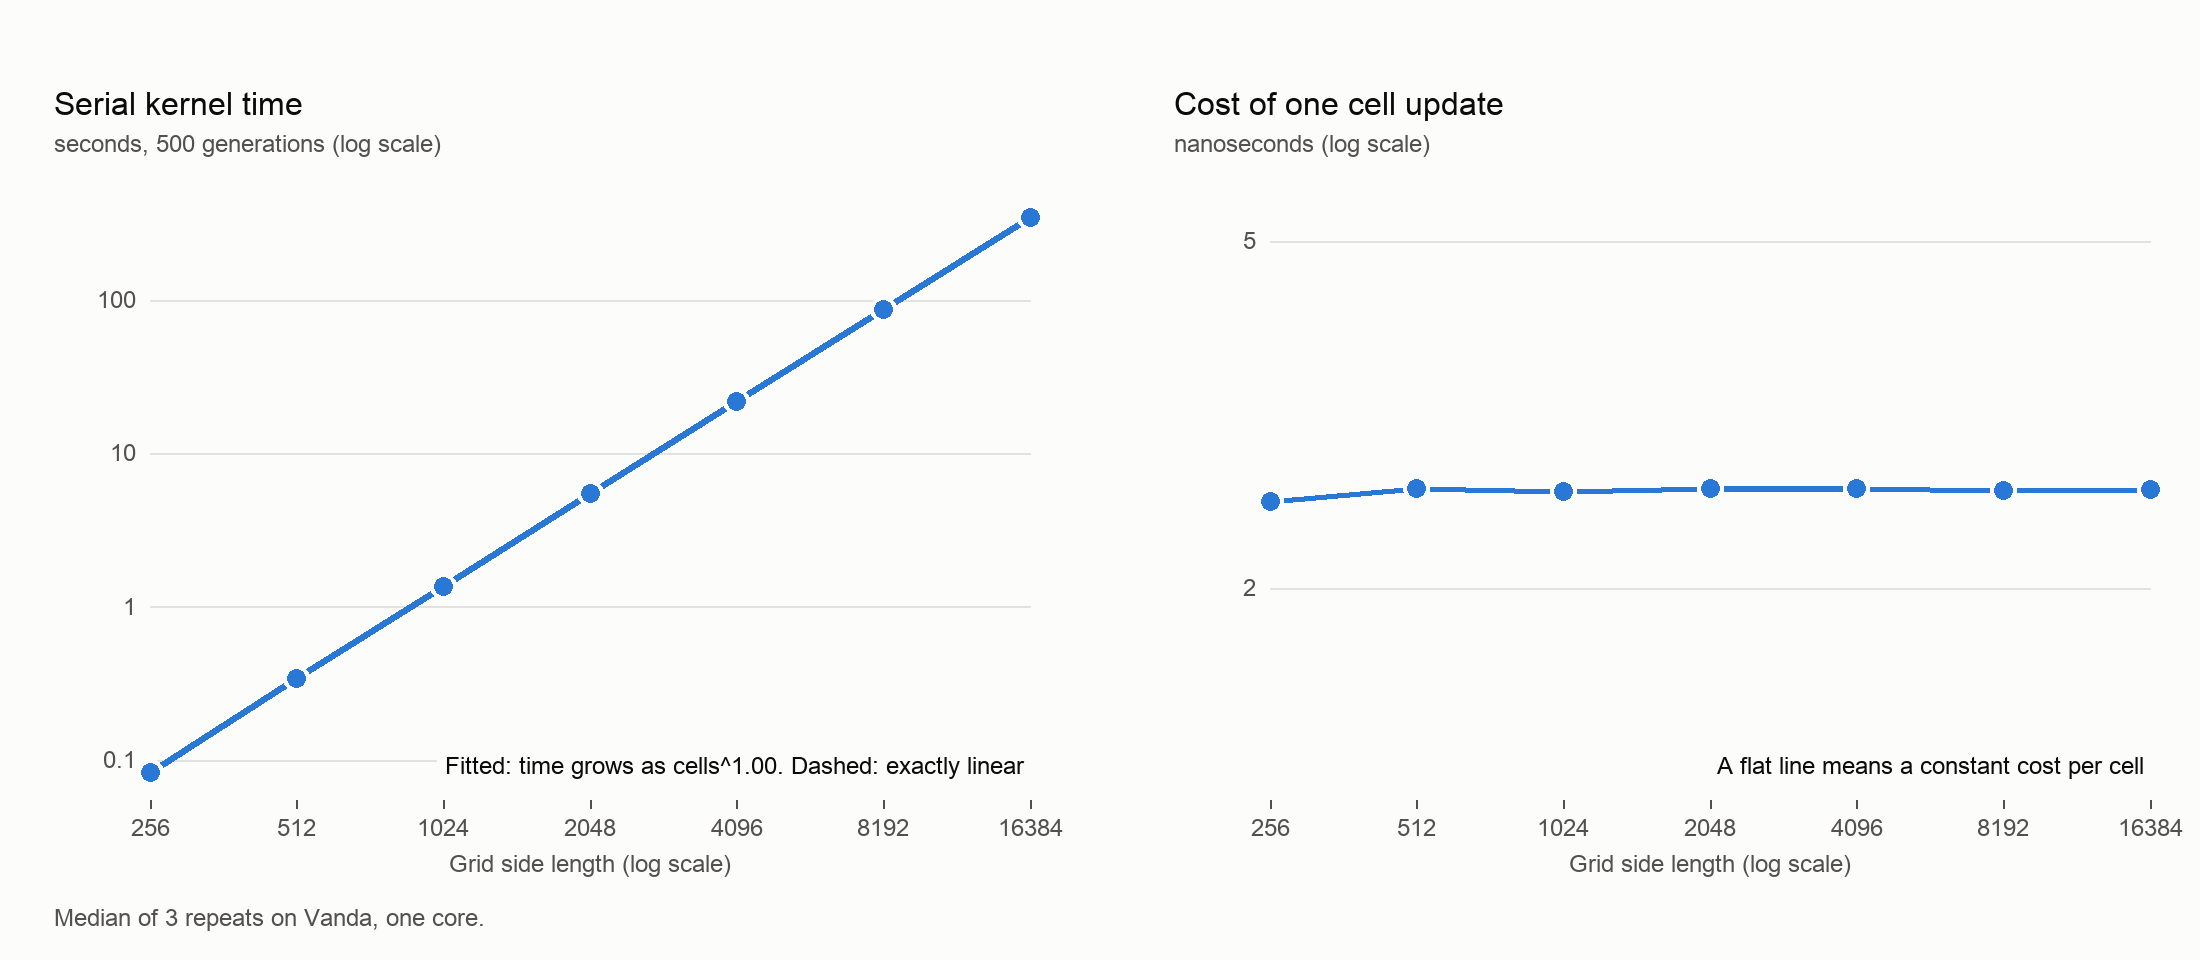 Serial kernel time
seconds, 500 generations (log scale)
100
10
1
0.1
Fitted: time grows as cells^1.00. Dashed: exactly linear
256 512 1024 2048 4096 8192 16384
Grid side length (log scale)
Cost of one cell update
nanoseconds (log scale)
5
2
A flat line means a constant cost per cell
256 512 1024 2048 4096 8192 16384
Grid side length (log scale)
Median of 3 repeats on Vanda, one core.